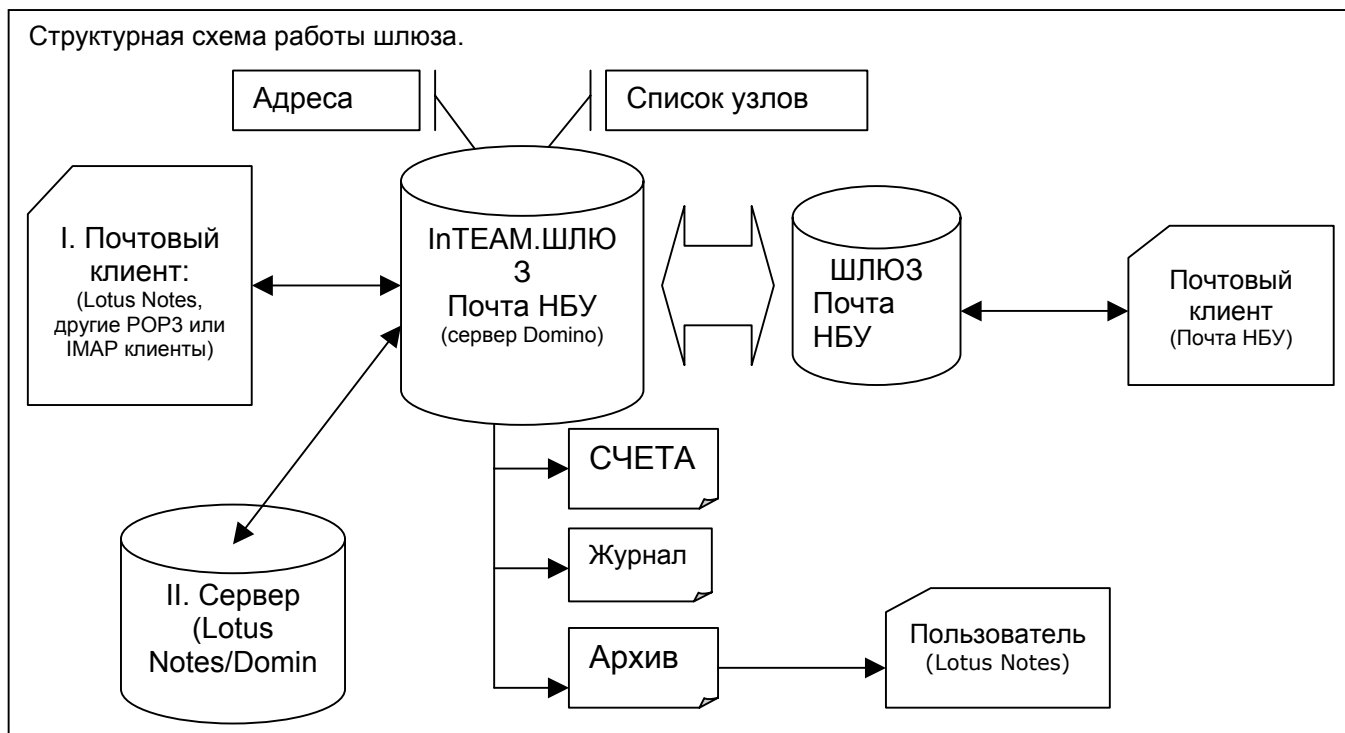 Структурная схема работы шлюза.
Адреса
Список узлов
I. Почтовый
клиент:
(Lotus Notes,
другие POP3 или
IMAP клиенты)
InTEAM.ШЛЮ
З
Почта НБУ
(сервер Domino)
ШЛЮЗ
Почта
НБУ
Почтовый
клиент
(Почта НБУ)
СЧЕТА
Журнал
Архив
II. Сервер
(Lotus
Notes/Domin
Пользователь
(Lotus Notes)